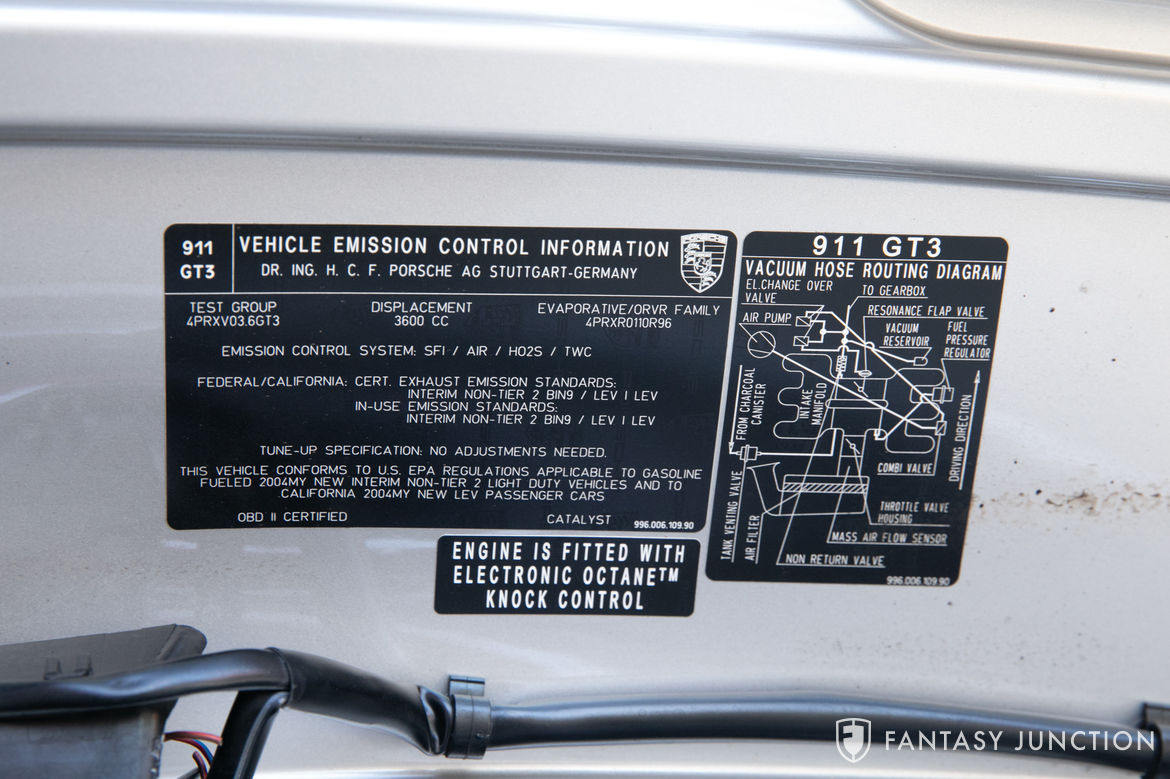 911
GT3
VEHICLE EMISSION CONTROL INFORMATION
DR. ING. H. C. F. PORSCHE AG STUTTGART-GERMANY
TEST GROUP
4PRXV03.6GT3
DISPLACEMENT
3600 CC
EVAPORATIVE/ORVR FAMILY
4PRXR0110R96
EMISSION CONTROL SYSTEM: SFI / AIR / HO2S / TWC
FEDERAL/CALIFORNIA: CERT. EXHAUST EMISSION STANDARDS:
INTERIM NON-TIER 2 BIN9 / LEV I LEV
IN-USE EMISSION STANDARDS:
INTERIM NON-TIER 2 BIN9 / LEV I LEV
TUNE-UP SPECIFICATION: NO ADJUSTMENTS NEEDED.
THIS VEHICLE CONFORMS TO U.S. EPA REGULATIONS APPLICABLE TO GASOLINE
FUELED 2004MY NEW INTERIM NON-TIER 2 LIGHT DUTY VEHICLES AND TO
CALIFORNIA 2004MY NEW LEV PASSENGER CARS
OBD II CERTIFIED
CATALYST
996.006.109.90
ENGINE IS FITTED WITH
ELECTRONIC OCTANE™
KNOCK CONTROL
911 GT3
VACUUM HOSE ROUTING DIAGRAM
EL.CHANGE OVER
VALVE
TO GEARBOX
RESONANCE FLAP VALVE
AIR PUMP
VACUUM
RESERVOIR
FUEL
PRESSURE
REGULATOR
FROM CHARCOAL
CANISTER
INTAKE
MANIFOLD
DRIVING DIRECTION
COMBI VALVE
TANK VENTING VALVE
AIR FILTER
THROTTLE VALVE
HOUSING
MASS AIR FLOW SENSOR
NON RETURN VALVE
996.006.109.90
FANTASY JUNCTION